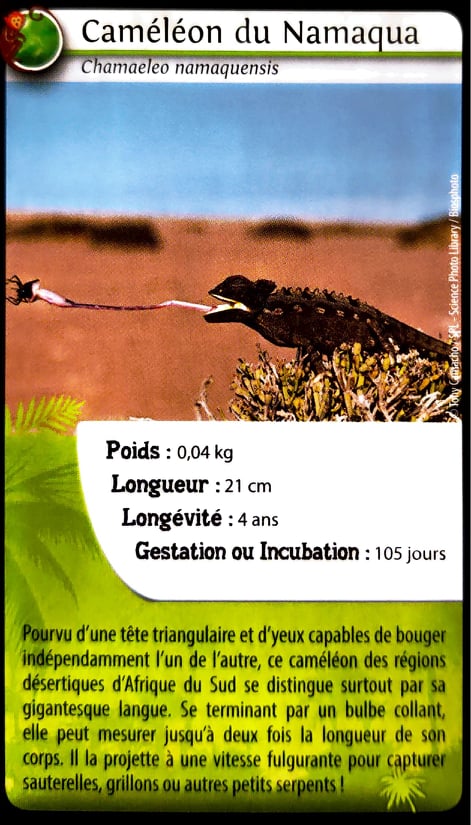 Caméléon du Namaqua
Chamaeleo namaquensis
© Tony Camacho / SPL - Science Photo Library / Biosphoto
Poids : 0,04 kg
Longueur : 21 cm
Longévité : 4 ans
Gestation ou Incubation : 105 jours
Pourvu d'une tête triangulaire et d'yeux capables de bouger
indépendamment l'un de l'autre, ce caméléon des régions
désertiques d'Afrique du Sud se distingue surtout par sa
gigantesque langue. Se terminant par un bulbe collant,
elle peut mesurer jusqu'à deux fois la longueur de son
corps. Il la projette à une vitesse fulgurante pour capturer
sauterelles, grillons ou autres petits serpents !